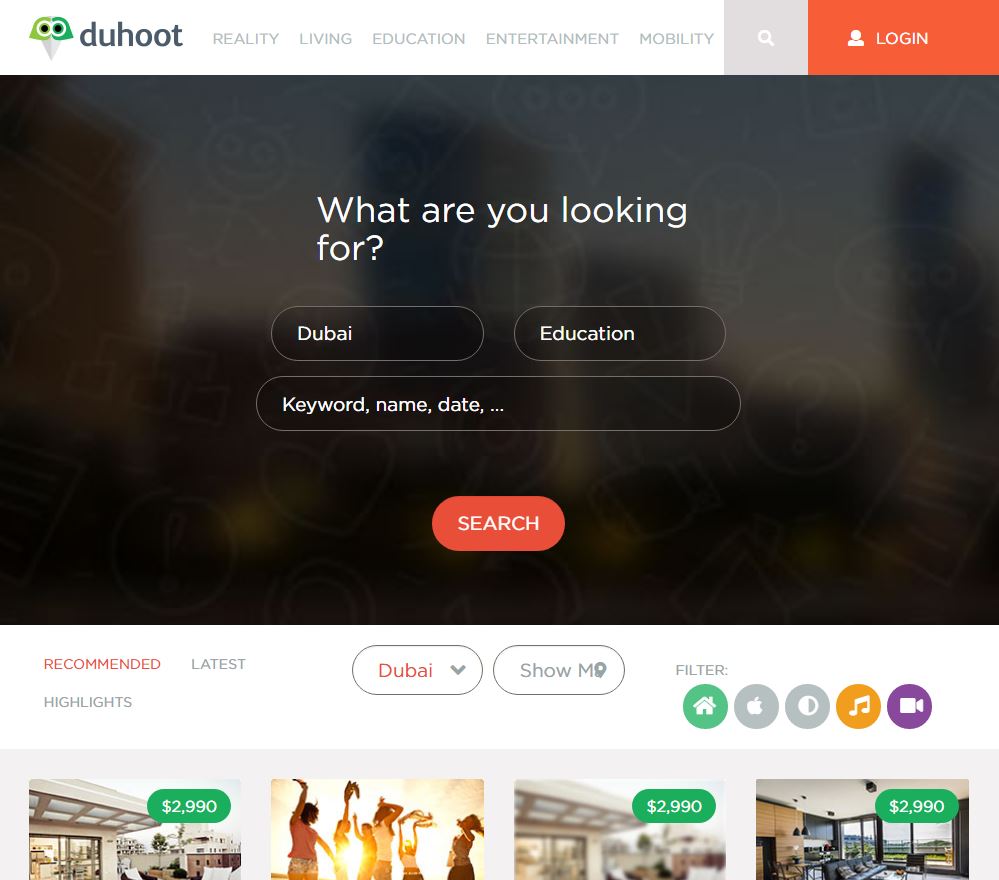 duhoot
REALITY LIVING EDUCATION ENTERTAINMENT MOBILITY LOGIN
What are you looking
for?
Dubai Education
Keyword, name, date, ...
SEARCH
RECOMMENDED LATEST
HIGHLIGHTS
Dubai Show
FILTER:
$2,990 $2,990 $2,990